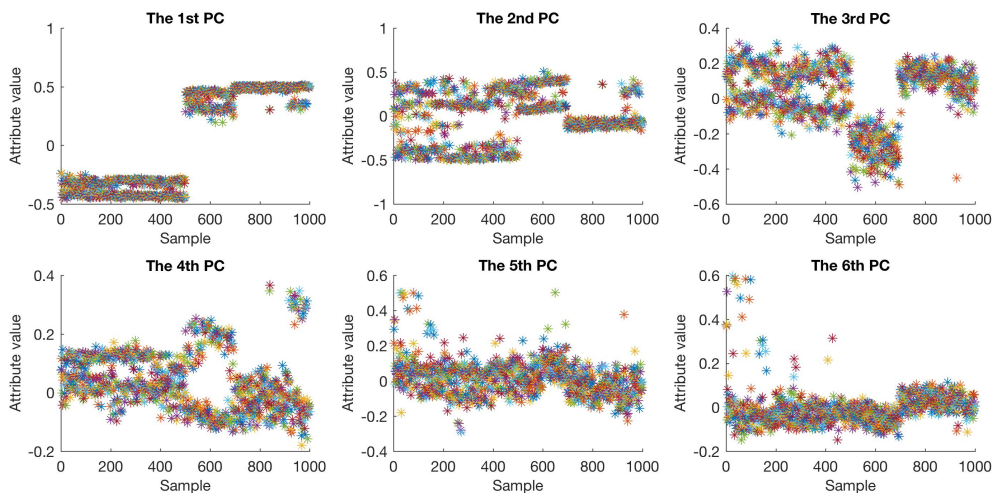 The 1st PC
1
0.5
0
-0.5
Attribute value
0 200 400 600 800 1000
Sample
The 2nd PC
1
0.5
0
-0.5
-1
Attribute value
0 200 400 600 800 1000
Sample
The 3rd PC
0.4
0.2
0
-0.2
-0.4
-0.6
Attribute value
0 200 400 600 800 1000
Sample
The 4th PC
0.4
0.2
0
-0.2
Attribute value
0 200 400 600 800 1000
Sample
The 5th PC
0.6
0.4
0.2
0
-0.2
-0.4
Attribute value
0 200 400 600 800 1000
Sample
The 6th PC
0.6
0.4
0.2
0
-0.2
Attribute value
0 200 400 600 800 1000
Sample